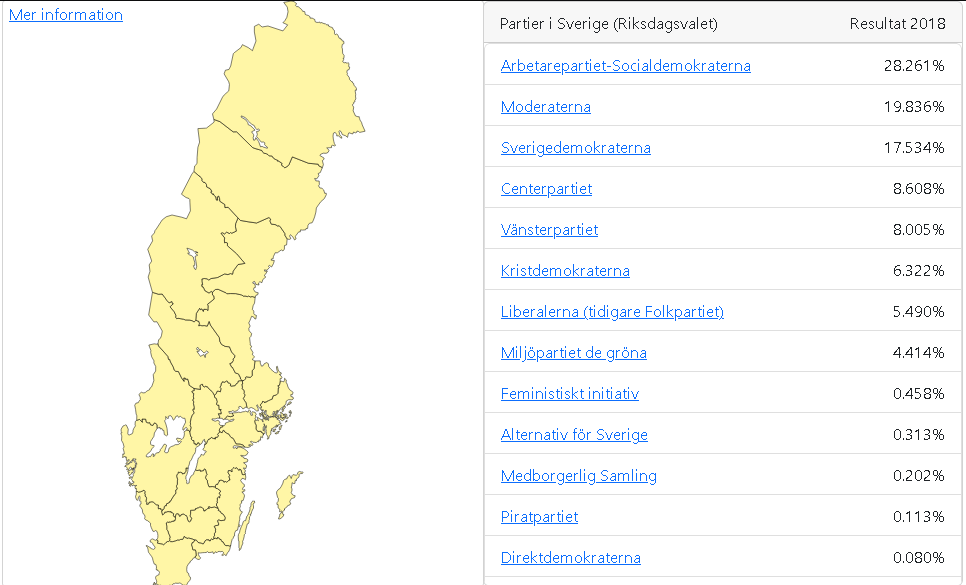 Mer information
Partier i Sverige (Riksdagsvalet) Resultat 2018
Arbetarepartiet-Socialdemokraterna 28.261%
Moderaterna 19.836%
Sverigedemokraterna 17.534%
Centerpartiet 8.608%
Vänsterpartiet 8.005%
Kristdemokraterna 6.322%
Liberalerna (tidigare Folkpartiet) 5.490%
Miljöpartiet de gröna 4.414%
Feministiskt initiativ 0.458%
Alternativ för Sverige 0.313%
Medborgerlig Samling 0.202%
Piratpartiet 0.113%
Direktdemokraterna 0.080%